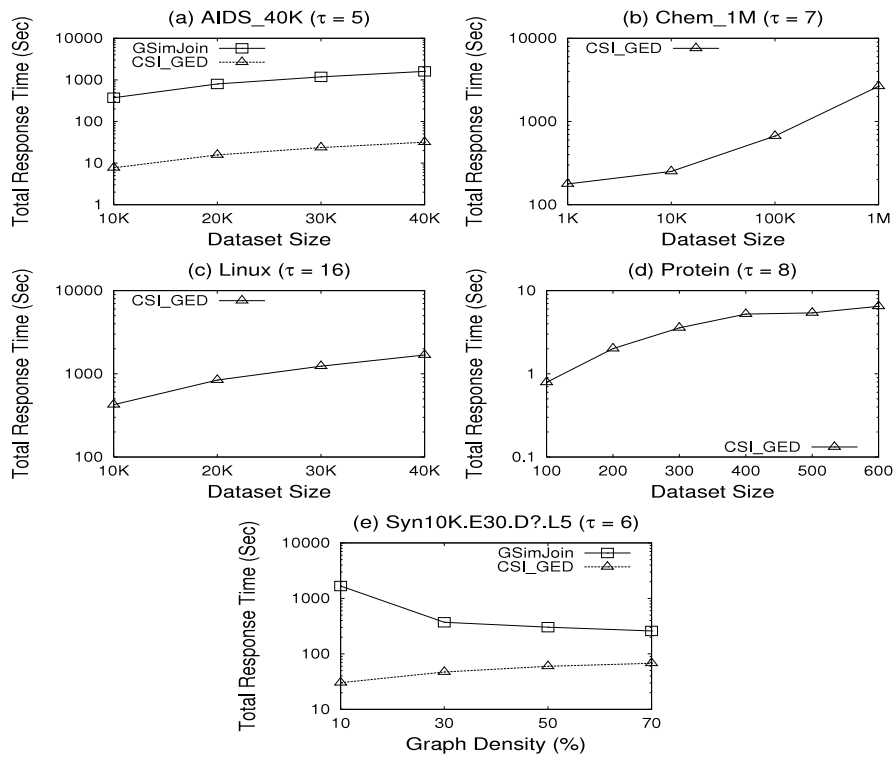 (a) AIDS_40K (τ = 5)
Total Response Time (Sec)
10000
1000
100
10
1
GSimJoin
CSI_GED
10K 20K 30K 40K
Dataset Size
(b) Chem_1M (τ = 7)
Total Response Time (Sec)
10000
1000
100
CSI_GED
1K 10K 100K 1M
Dataset Size
(c) Linux (τ = 16)
Total Response Time (Sec)
10000
1000
100
CSI_GED
10K 20K 30K 40K
Dataset Size
(d) Protein (τ = 8)
Total Response Time (Sec)
10
1
0.1
CSI_GED
100 200 300 400 500 600
Dataset Size
(e) Syn10K.E30.D?.L5 (τ = 6)
Total Response Time (Sec)
10000
1000
100
10
GSimJoin
CSI_GED
10 30 50 70
Graph Density (%)